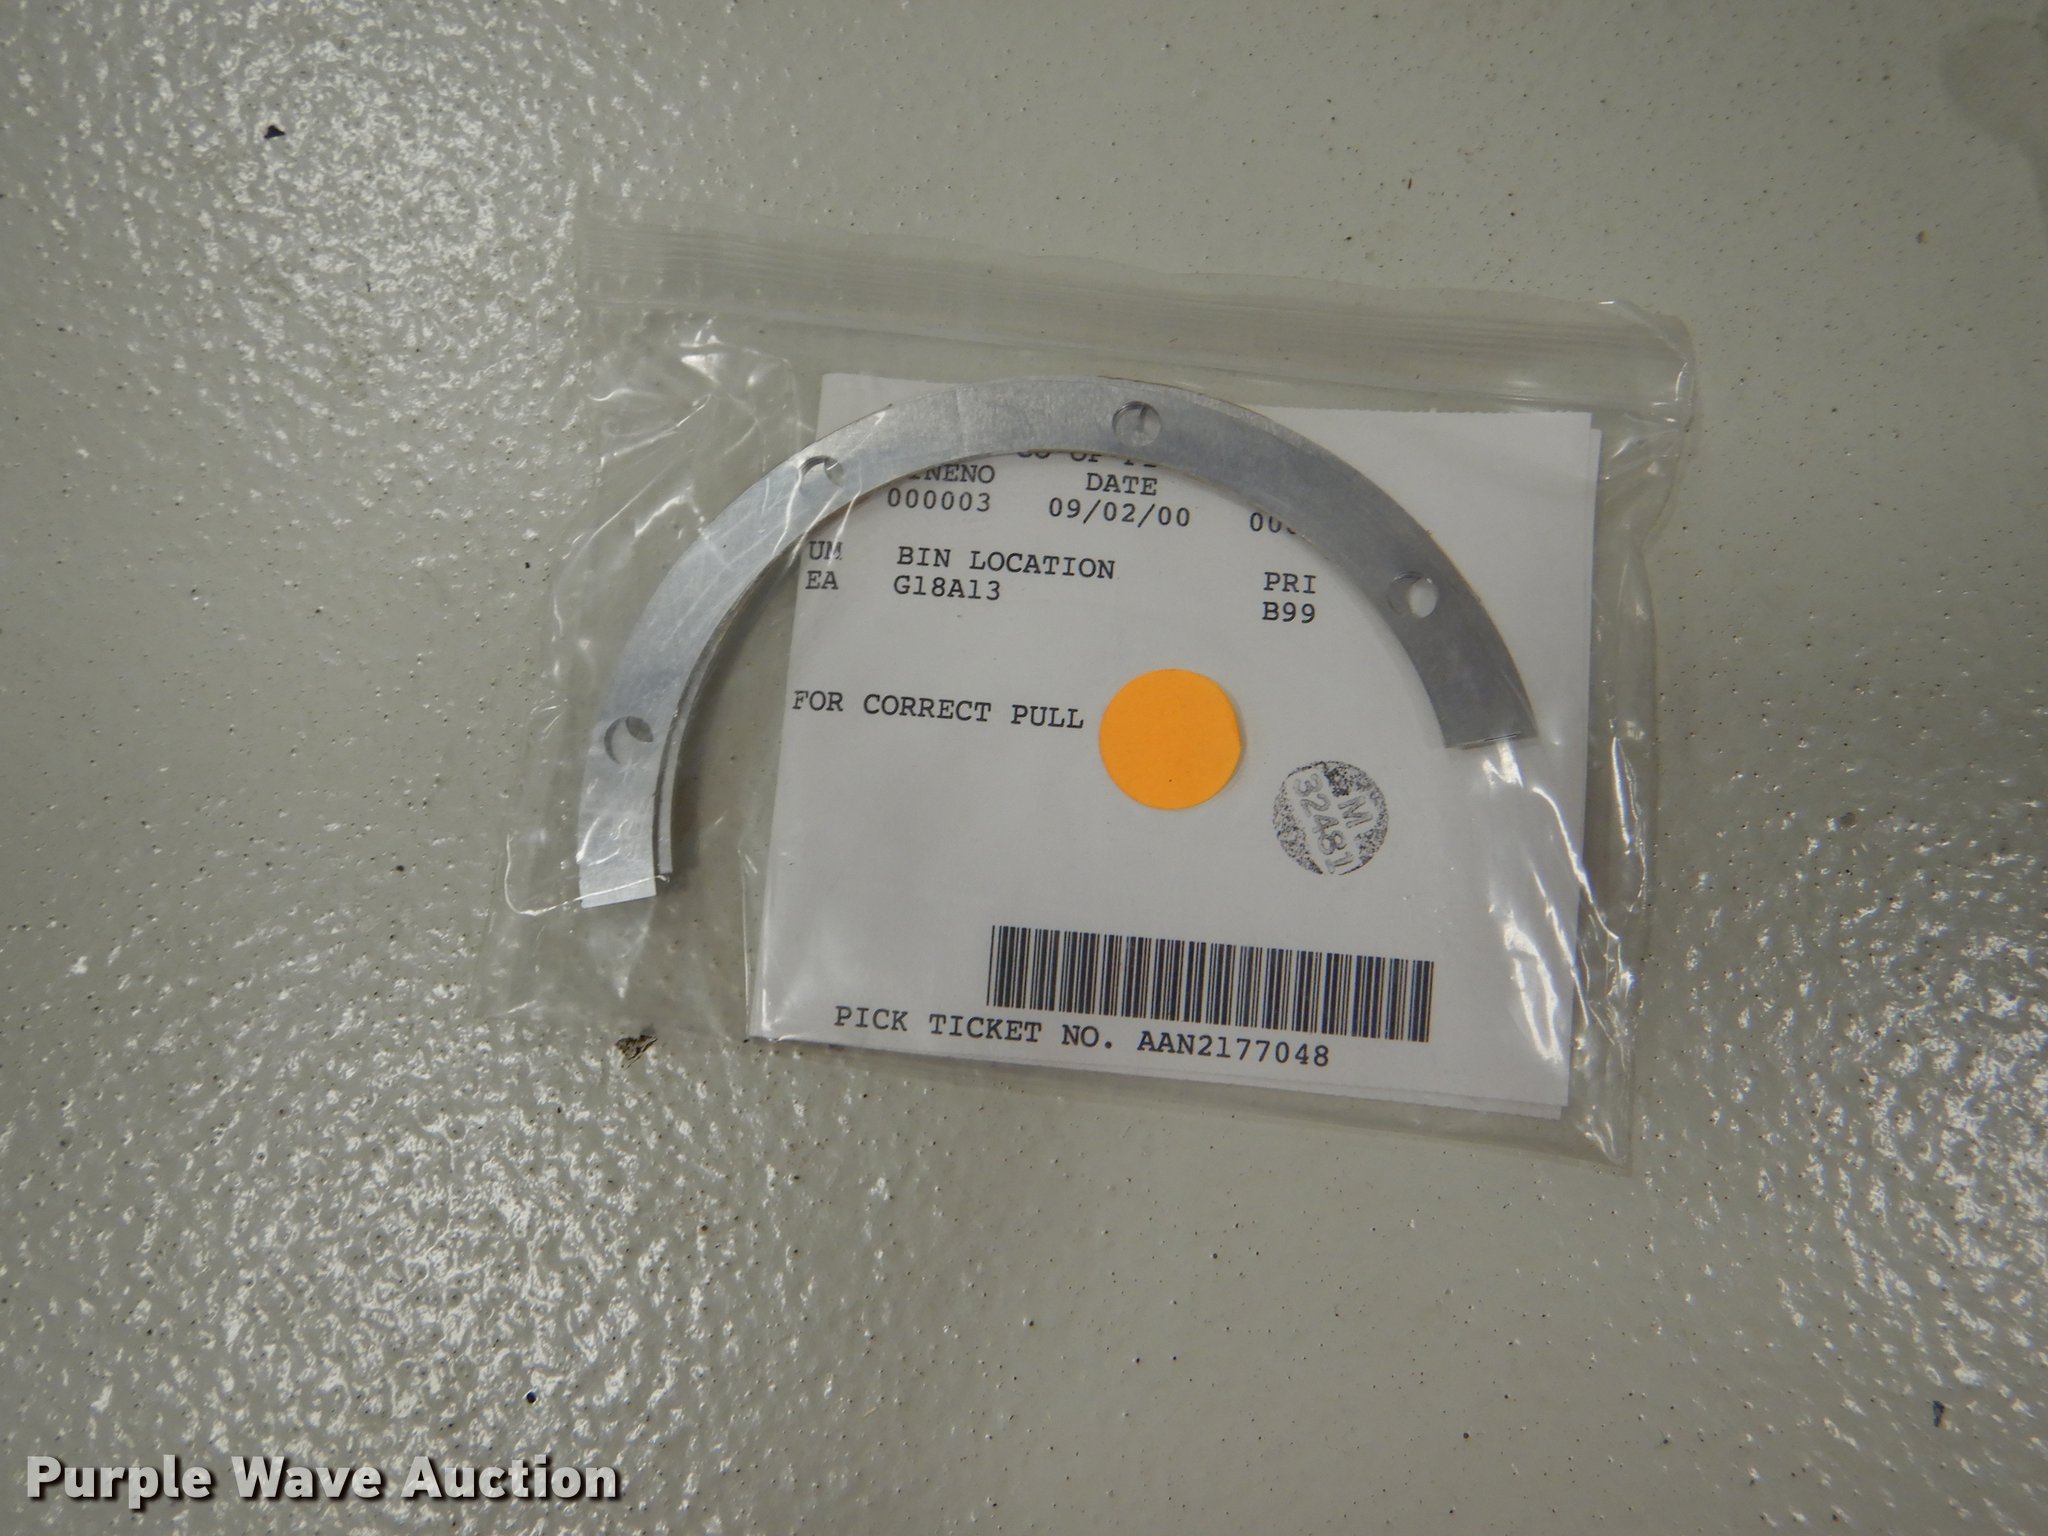 DATE
000003 09/02/00
UM BIN LOCATION PRI
EA G18A13 B99
FOR CORRECT PULL
M
32481
PICK TICKET NO. AAN2177048
Purple Wave Auction